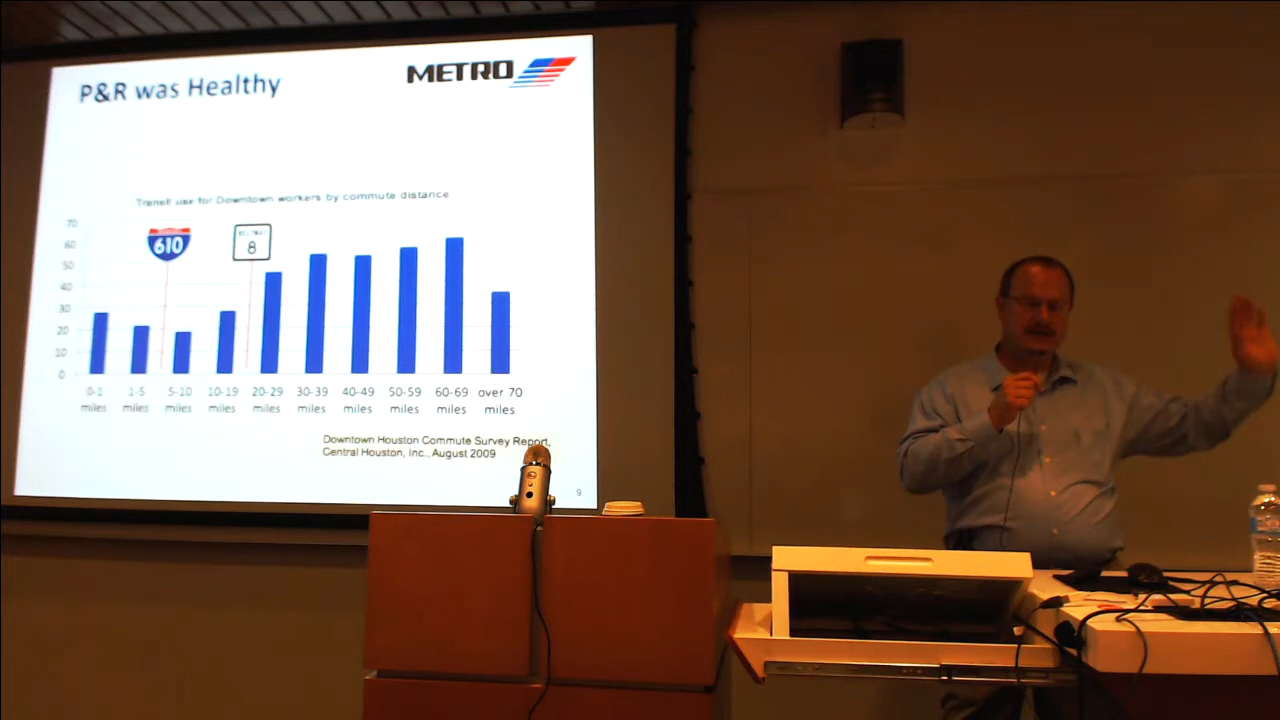 P&R was Healthy
METRO
Transit use for Downtown workers by commute distance
70
60
50
40
30
20
10
0
610
BELTWAY
8
0-1 1-5 5-10 10-19 20-29 30-39 40-49 50-59 60-69 over 70
miles miles miles miles miles miles miles miles miles miles
Downtown Houston Commute Survey Report,
Central Houston, Inc., August 2009
9